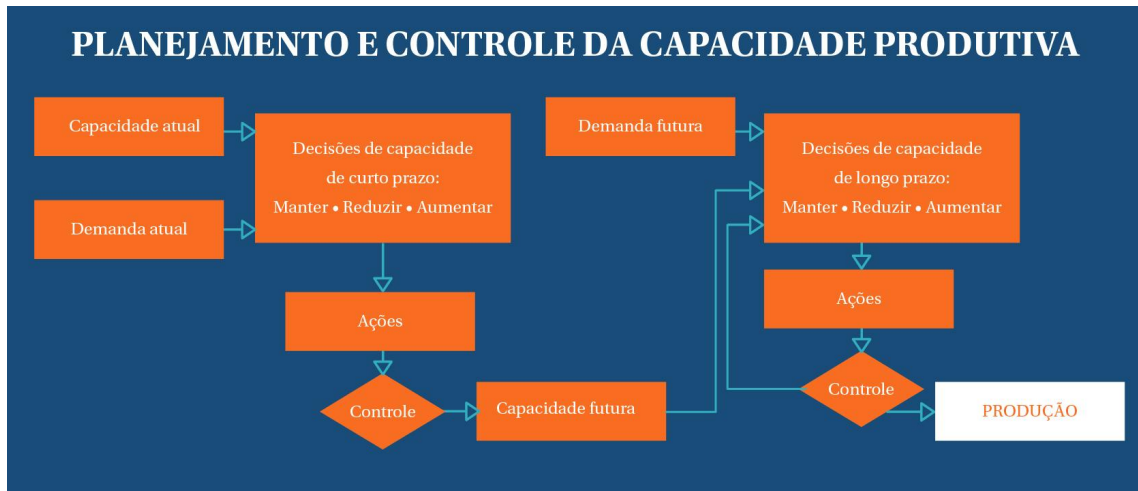 PLANEJAMENTO E CONTROLE DA CAPACIDADE PRODUTIVA
Capacidade atual
Demanda atual
Decisões de capacidade
de curto prazo:
Manter • Reduzir • Aumentar
Ações
Controle
Capacidade futura
Demanda futura
Decisões de capacidade
de longo prazo:
Manter • Reduzir • Aumentar
Ações
Controle
PRODUÇÃO